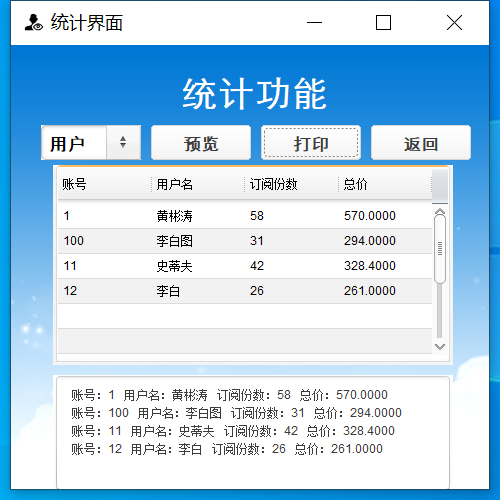 统计界面
统计功能
用户 预览 打印 返回
账号 用户名 订阅份数 总价
1 黄彬涛 58 570.0000
100 李白图 31 294.0000
11 史蒂夫 42 328.4000
12 李白 26 261.0000
账号：1 用户名：黄彬涛 订阅份数：58 总价：570.0000
账号：100 用户名：李白图 订阅份数：31 总价：294.0000
账号：11 用户名：史蒂夫 订阅份数：42 总价：328.4000
账号：12 用户名：李白 订阅份数：26 总价：261.0000